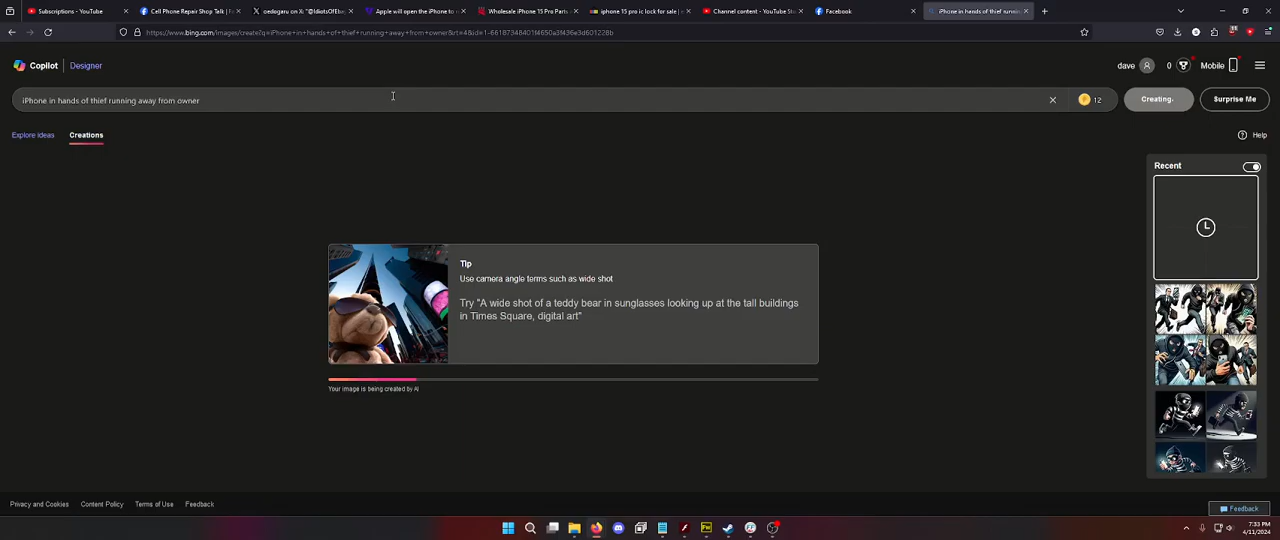 Subscriptions - YouTube
Cell Phone Repair Shop Talk | F
Apple will open the iPhone to
Wholesale iPhone 15 Pro Parts
iphone 15 pro ic lock for sale | e
Channel content - YouTube St
Facebook
iPhone in hands of thief runnin
Copilot
Designer
dave
0
Mobile
iPhone in hands of thief running away from owner
12
Creating.
Surprise Me
Explore ideas
Creations
Help
Recent
Tip
Use camera angle terms such as wide shot
Try "A wide shot of a teddy bear in sunglasses looking up at the tall buildings
in Times Square, digital art"
Your image is being created by AI
Privacy and Cookies
Content Policy
Terms of Use
Feedback
Feedback
7:33 PM
4/11/2024